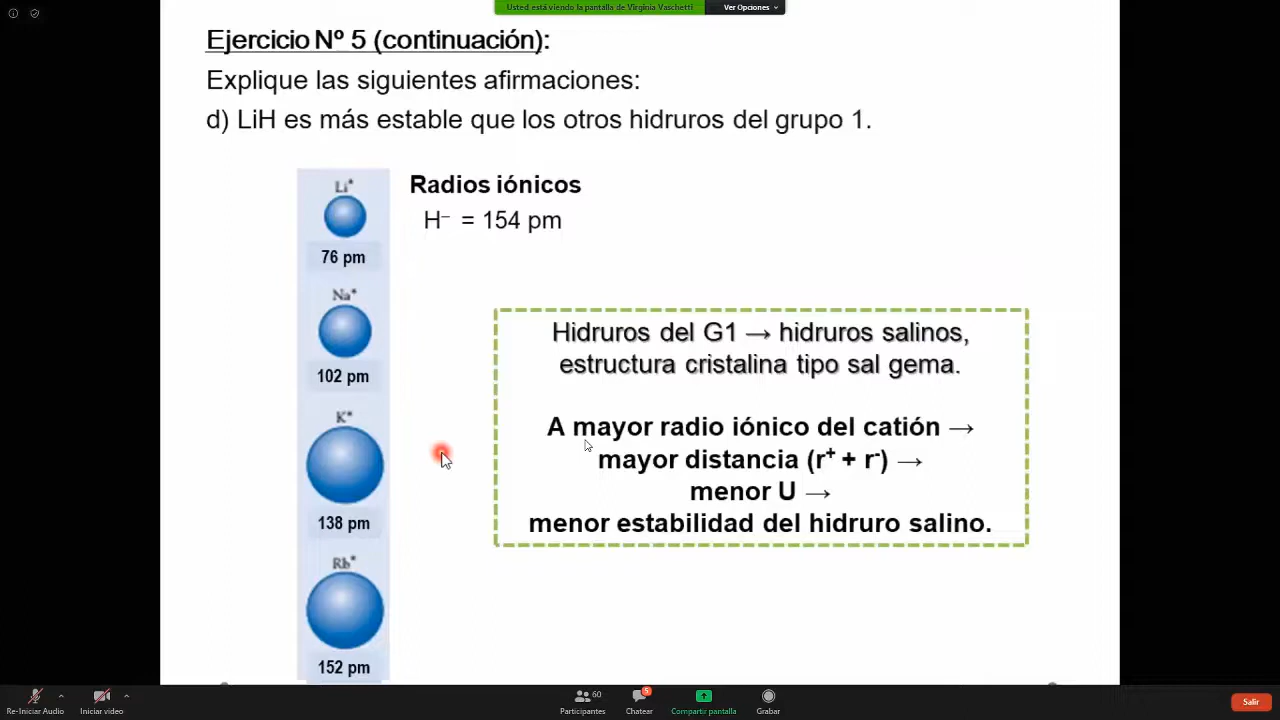 Usted está viendo la pantalla de Virginia Vaschetti
Ver Opciones
Ejercicio Nº 5 (continuación):
Explique las siguientes afirmaciones:
d) LiH es más estable que los otros hidruros del grupo 1.
Li⁺
76 pm
Na⁺
102 pm
K⁺
138 pm
Rb⁺
152 pm
Radios iónicos
H⁻ = 154 pm
Hidruros del G1 → hidruros salinos,
estructura cristalina tipo sal gema.
A mayor radio iónico del catión →
mayor distancia (r⁺ + r⁻) →
menor U →
menor estabilidad del hidruro salino.
Re-Iniciar Audio
Iniciar video
60
Participantes
5
Chatear
Compartir pantalla
Grabar
Salir